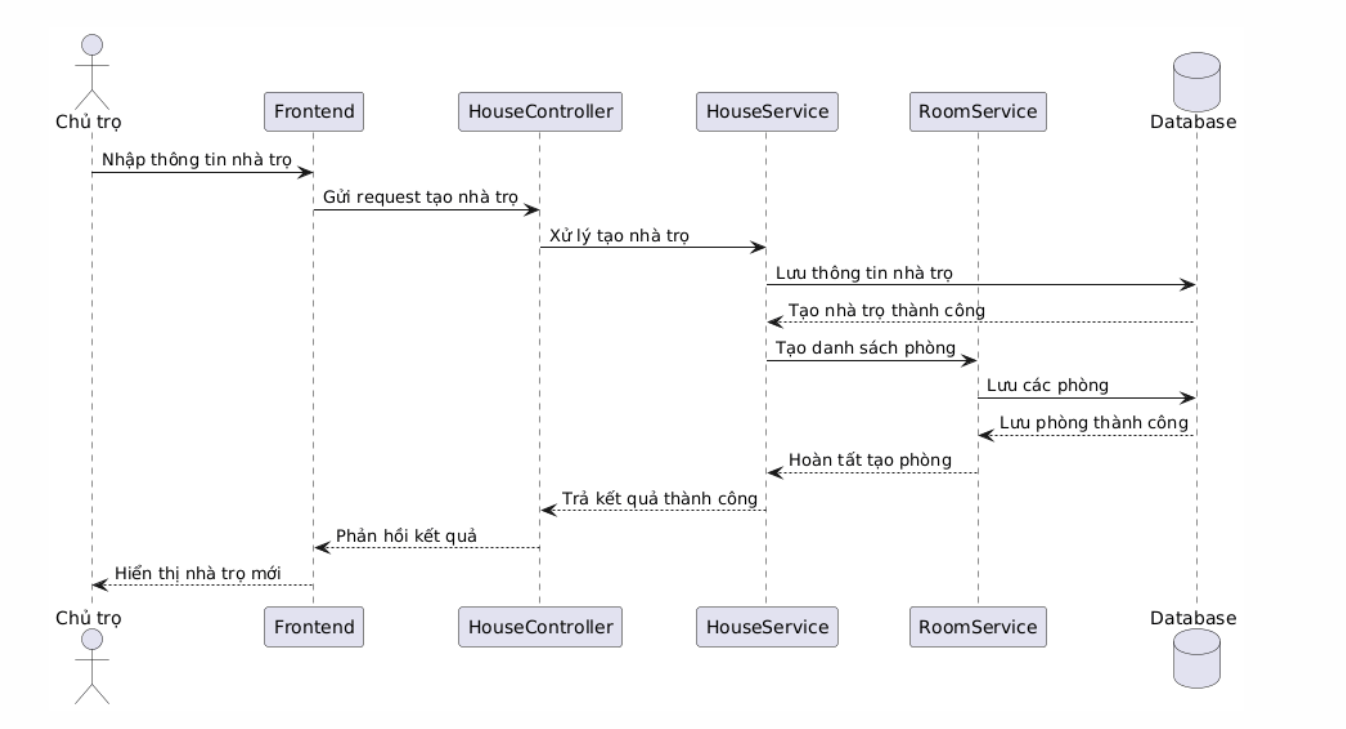 Chủ trọ
Frontend
HouseController
HouseService
RoomService
Database
Nhập thông tin nhà trọ
Gửi request tạo nhà trọ
Xử lý tạo nhà trọ
Lưu thông tin nhà trọ
Tạo nhà trọ thành công
Tạo danh sách phòng
Lưu các phòng
Lưu phòng thành công
Hoàn tất tạo phòng
Trả kết quả thành công
Phản hồi kết quả
Hiển thị nhà trọ mới
Chủ trọ
Frontend
HouseController
HouseService
RoomService
Database